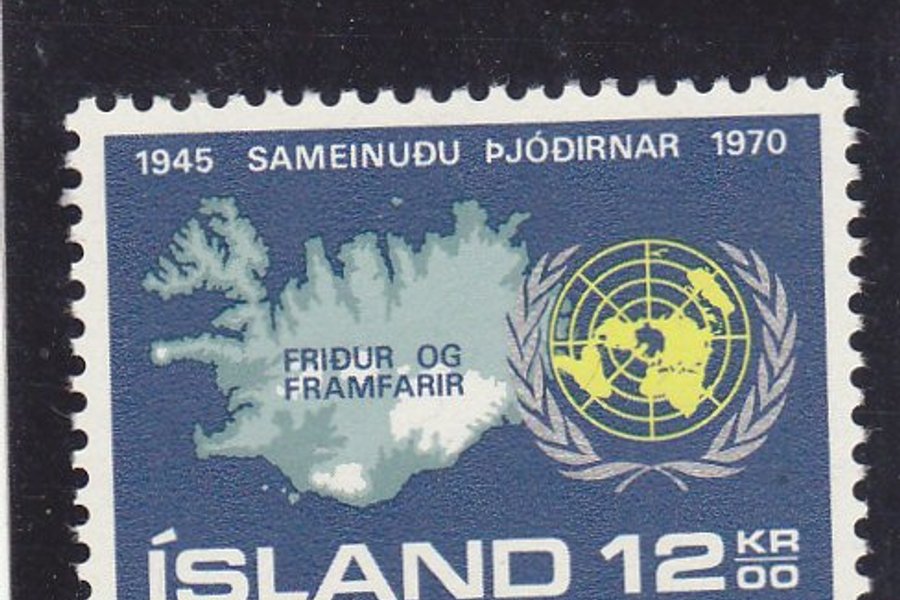 1945 SAMEINUÐU ÞJÓÐIRNAR 1970
FRIÐUR OG
FRAMFARIR
ÍSLAND 12 KR
00